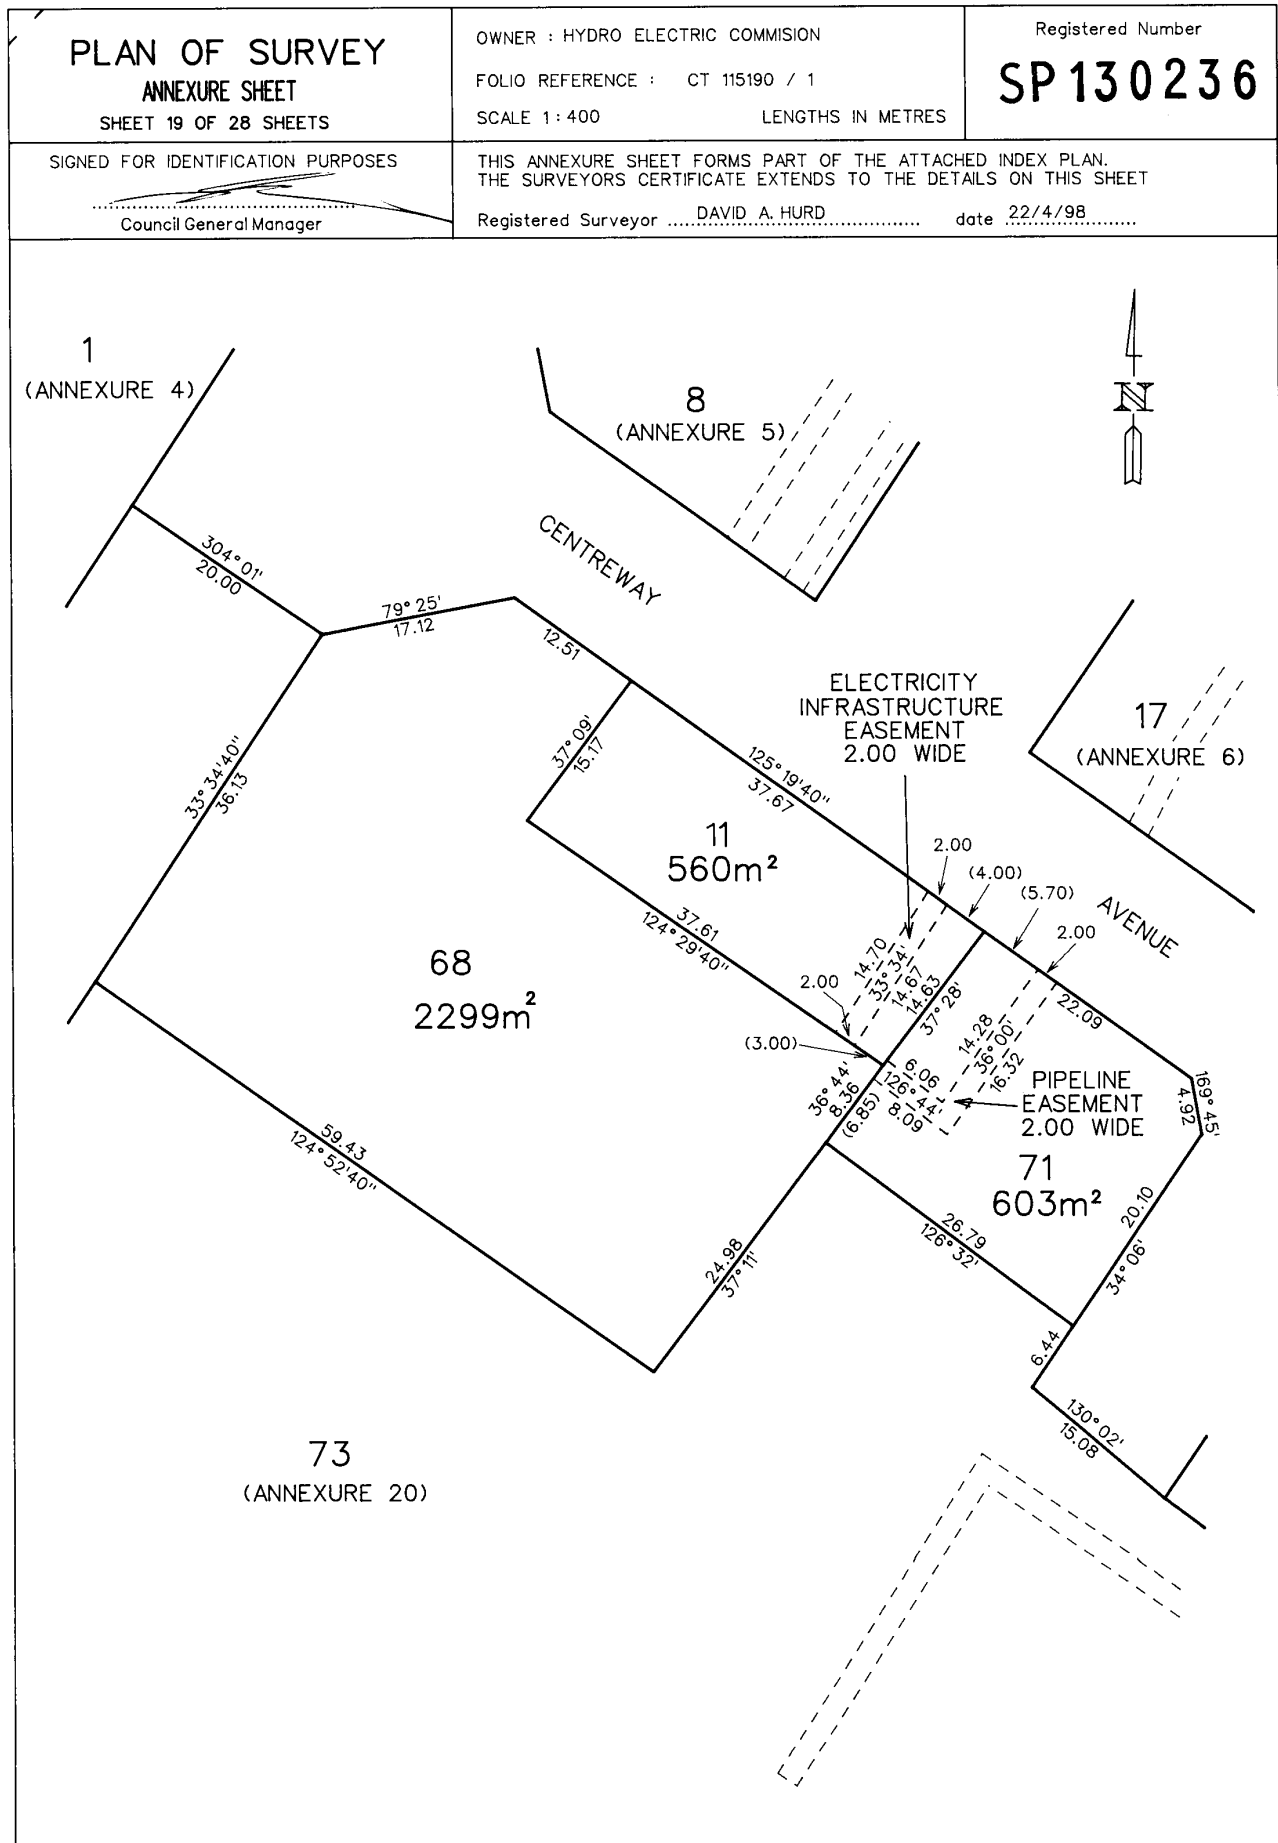 PLAN OF SURVEY
ANNEXURE SHEET
SHEET 19 OF 28 SHEETS
OWNER : HYDRO ELECTRIC COMMISION
FOLIO REFERENCE : CT 115190 / 1
SCALE 1 : 400 LENGTHS IN METRES
Registered Number
SP130236
SIGNED FOR IDENTIFICATION PURPOSES
Council General Manager
THIS ANNEXURE SHEET FORMS PART OF THE ATTACHED INDEX PLAN.
THE SURVEYORS CERTIFICATE EXTENDS TO THE DETAILS ON THIS SHEET
Registered Surveyor DAVID A. HURD date 22/4/98
1
(ANNEXURE 4)
8
(ANNEXURE 5)
N
CENTREWAY
304° 01'
20.00
79° 25'
17.12
12.51
ELECTRICITY
INFRASTRUCTURE
EASEMENT
2.00 WIDE
17
(ANNEXURE 6)
37° 09'
15.17
33° 34'40"
36.13
125° 19'40"
37.67
11
560m²
2.00
(4.00)
(5.70)
AVENUE
2.00
37.61
124° 29'40"
68
2299m²
14.70
33° 34'
14.67
14.63
37° 28'
2.00
(3.00)
22.09
14.28
36° 00'
16.32
6.06
126° 44'
8.09
36° 44'
8.36
(6.85)
PIPELINE
EASEMENT
2.00 WIDE
169° 45'
4.92
71
603m²
59.43
124° 52'40"
26.79
126° 32'
20.10
34° 06'
24.98
37° 11'
6.44
130° 02'
15.08
73
(ANNEXURE 20)